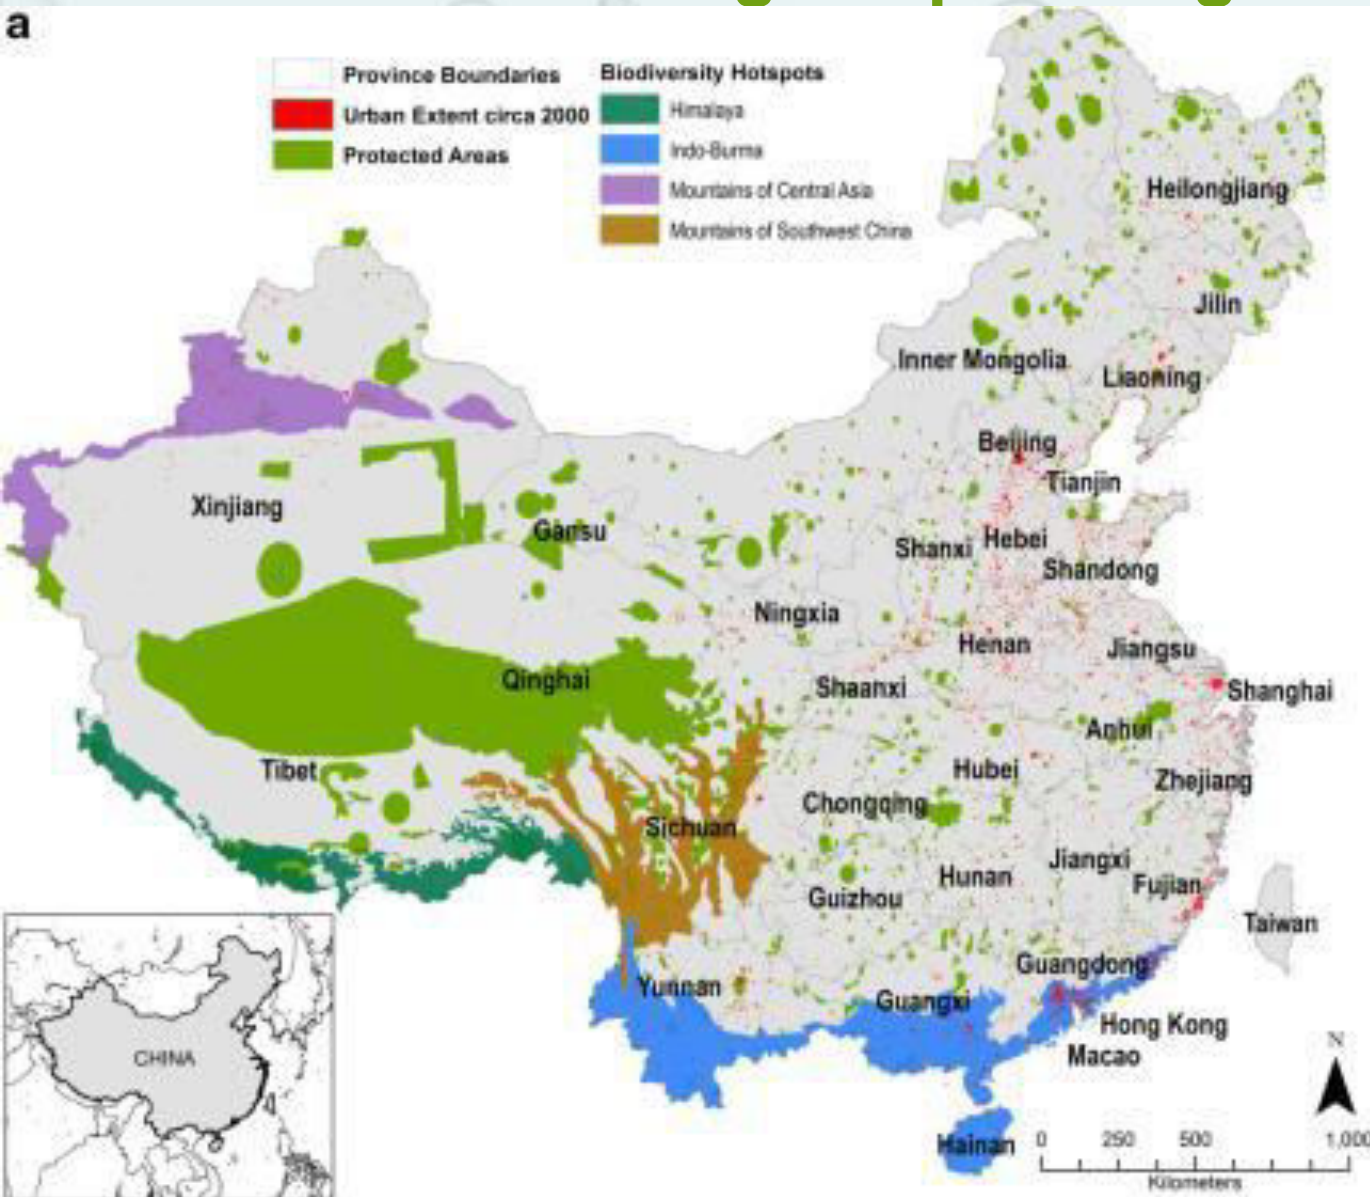 a
Province Boundaries
Urban Extent circa 2000
Protected Areas
Biodiversity Hotspots
Himalaya
Indo-Burma
Mountains of Central Asia
Mountains of Southwest China
Heilongjiang
Jilin
Inner Mongolia
Liaoning
Beijing
Tianjin
Xinjiang
Gansu
Shanxi
Hebei
Shandong
Ningxia
Henan
Jiangsu
Qinghai
Shaanxi
Shanghai
Anhui
Tibet
Hubei
Zhejiang
Chongqing
Sichuan
Jiangxi
Hunan
Fujian
Guizhou
Taiwan
Guangdong
Yunnan
Guangxi
Hong Kong
Macao
Hainan
CHINA
N
0 250 500 1,000
Kilometers